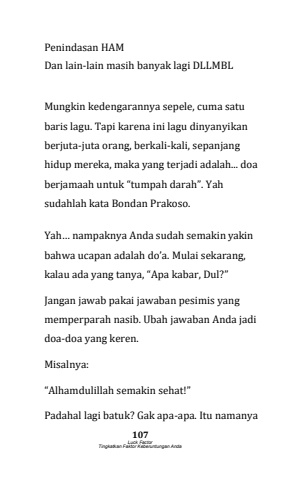 Penindasan HAM
Dan lain-lain masih banyak lagi DLLMBL
Mungkin kedengarannya sepele, cuma satu
baris lagu. Tapi karena ini lagu dinyanyikan
berjuta-juta orang, berkali-kali, sepanjang
hidup mereka, maka yang terjadi adalah... doa
berjamaah untuk “tumpah darah”. Yah
sudahlah kata Bondan Prakoso.
Yah… nampaknya Anda sudah semakin yakin
bahwa ucapan adalah do’a. Mulai sekarang,
kalau ada yang tanya, “Apa kabar, Dul?”
Jangan jawab pakai jawaban pesimis yang
memperparah nasib. Ubah jawaban Anda jadi
doa-doa yang keren.
Misalnya:
“Alhamdulillah semakin sehat!”
Padahal lagi batuk? Gak apa-apa. Itu namanya
107
Luck Factor
Tingkatkan Faktor Keberuntungan Anda